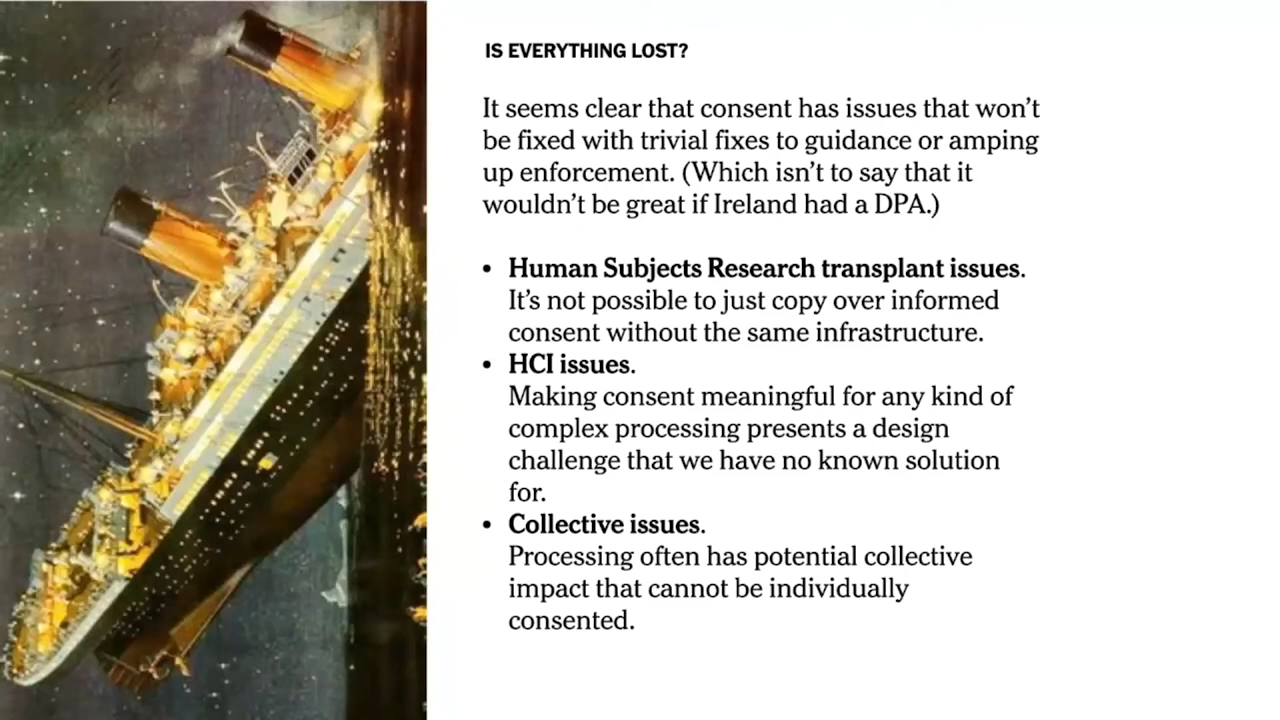 IS EVERYTHING LOST?
It seems clear that consent has issues that won’t
be fixed with trivial fixes to guidance or amping
up enforcement. (Which isn’t to say that it
wouldn’t be great if Ireland had a DPA.)
• Human Subjects Research transplant issues.
It’s not possible to just copy over informed
consent without the same infrastructure.
• HCI issues.
Making consent meaningful for any kind of
complex processing presents a design
challenge that we have no known solution
for.
• Collective issues.
Processing often has potential collective
impact that cannot be individually
consented.